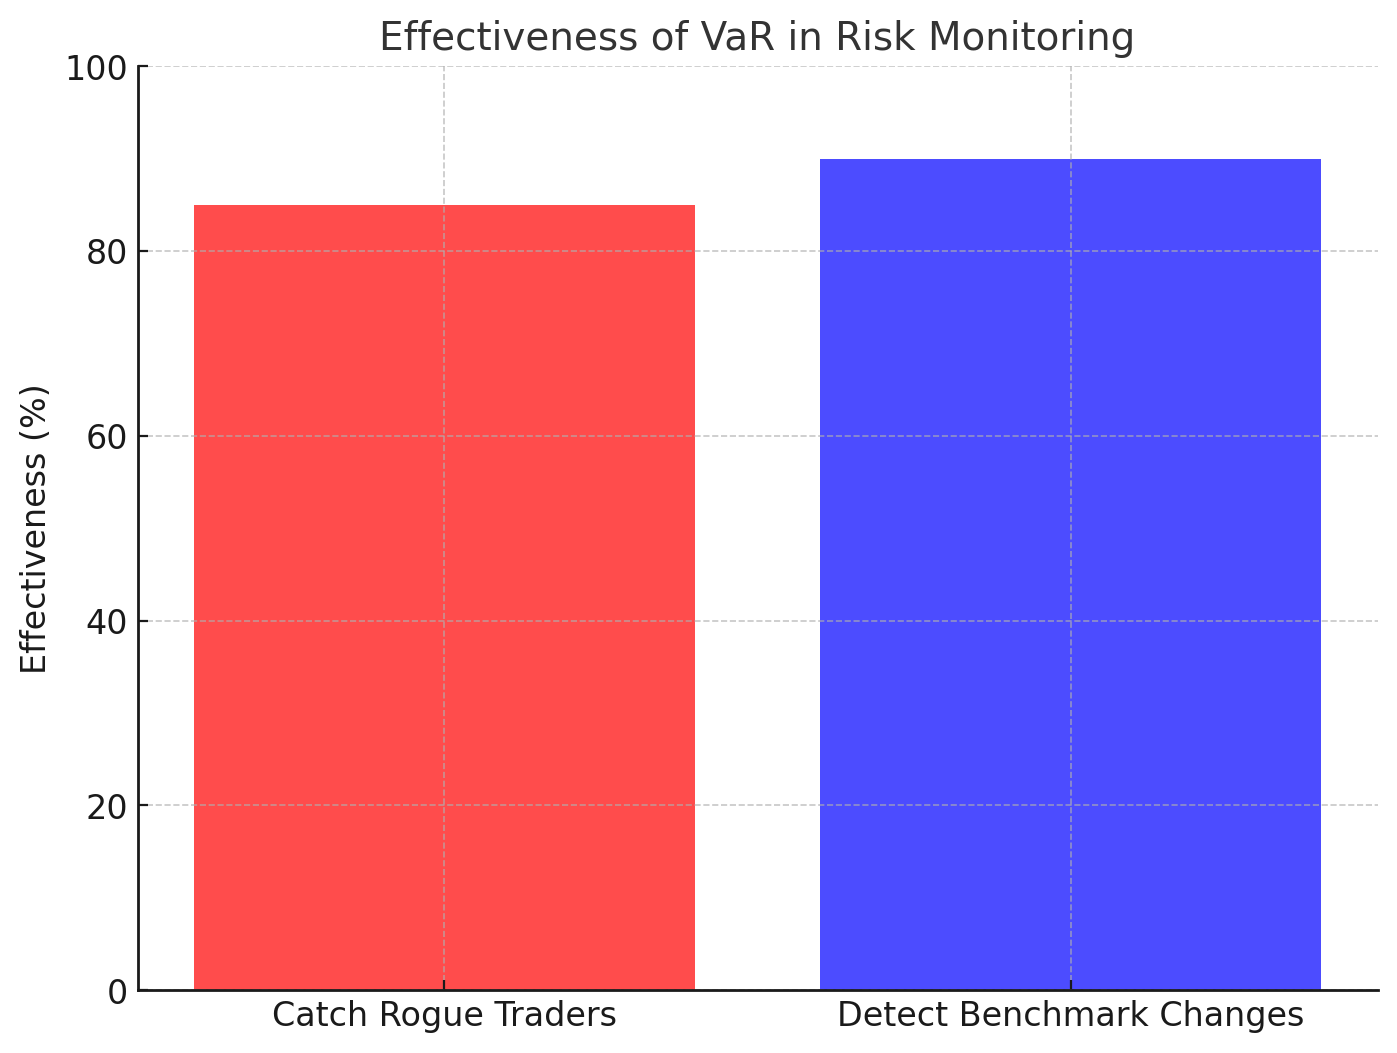 Effectiveness of VaR in Risk Monitoring
100
80
60
40
20
0
Effectiveness (%)
Catch Rogue Traders
Detect Benchmark Changes